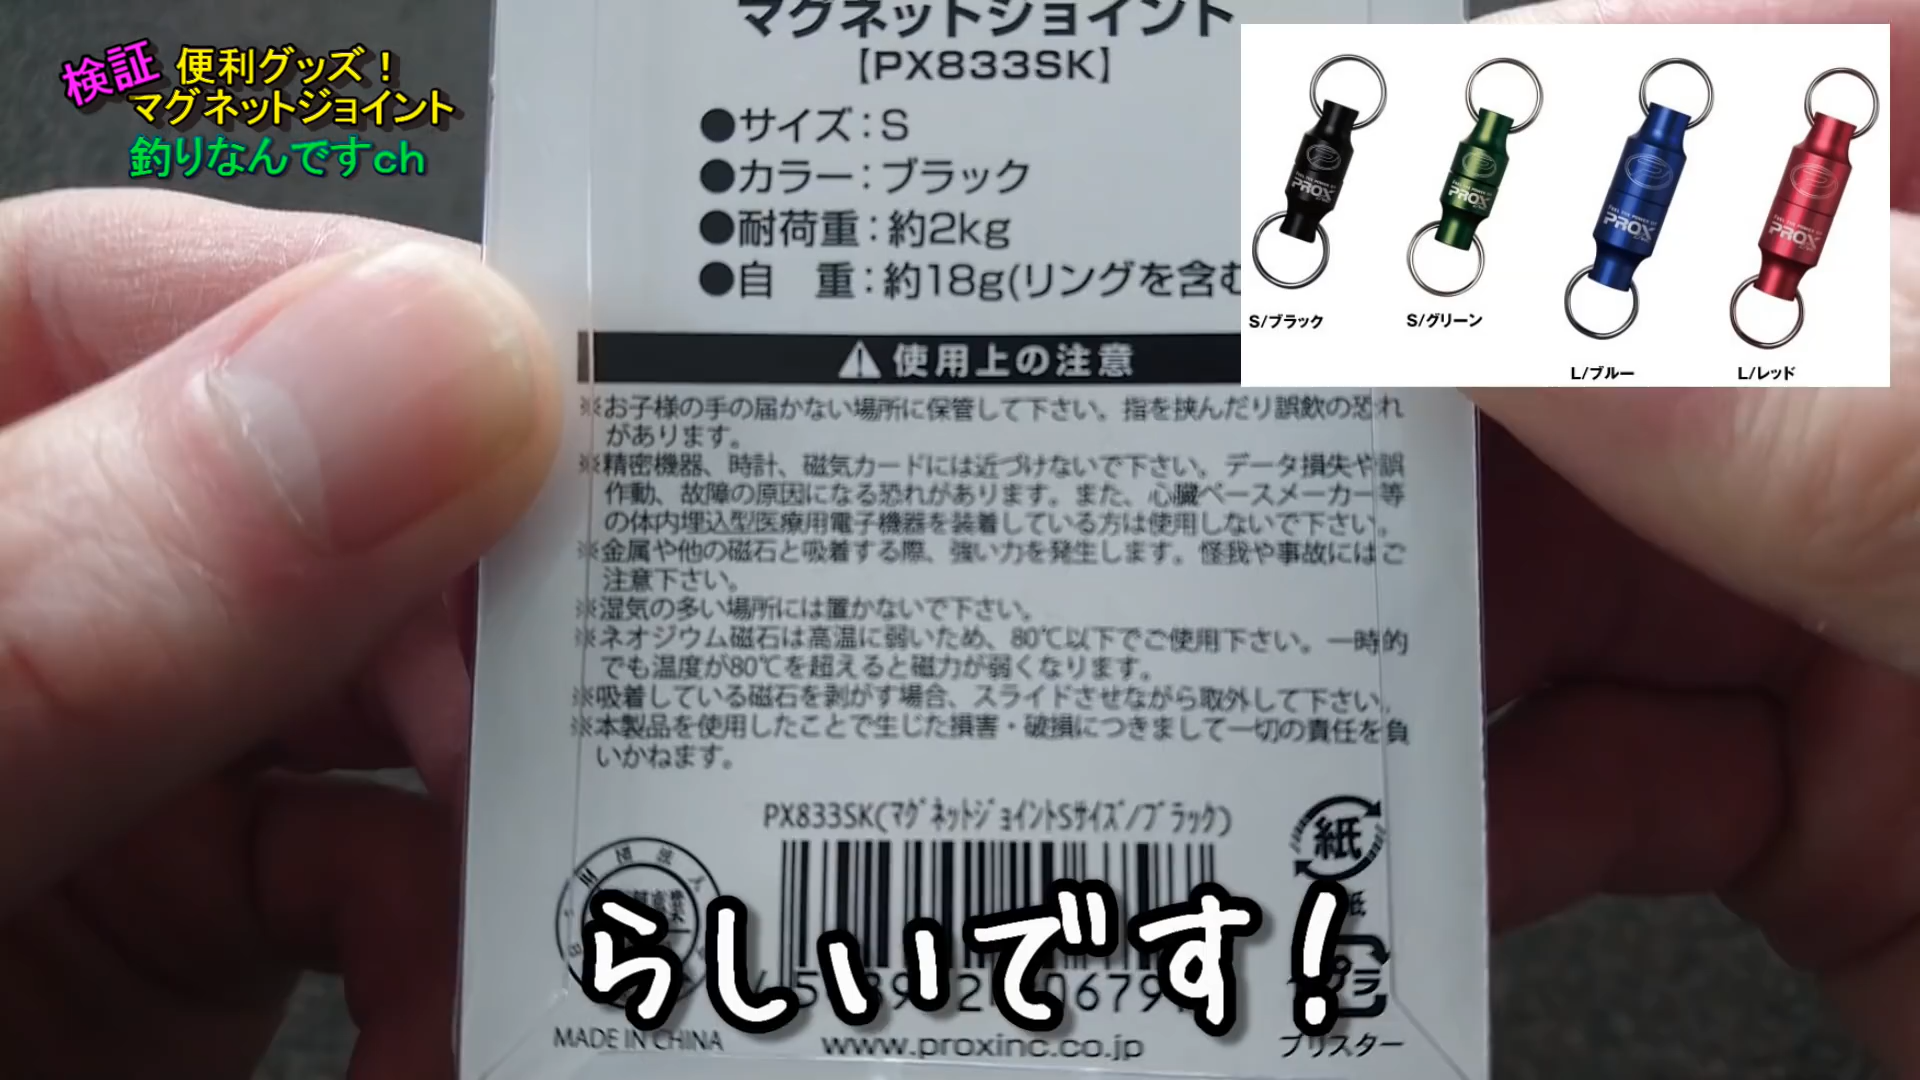 検証 便利グッズ！
マグネットジョイント
釣りなんですch
マグネットジョイント
【PX833SK】
●サイズ：S
●カラー：ブラック
●耐荷重：約2kg
●自　重：約18g(リングを含む
PROX
PROX
PROX
PROX
S/ブラック
S/グリーン
L/ブルー
L/レッド
使用上の注意
※お子様の手の届かない場所に保管して下さい。指を挟んだり誤飲の恐れ
があります。
※精密機器、時計、磁気カードには近づけないで下さい。データ損失や誤
作動、故障の原因になる恐れがあります。また、心臓ペースメーカー等
の体内埋込型医療用電子機器を装着している方は使用しないで下さい。
※金属や他の磁石と吸着する際、強い力を発生します。怪我や事故にはご
注意下さい。
※湿気の多い場所には置かないで下さい。
※ネオジウム磁石は高温に弱いため、80℃以下でご使用下さい。一時的
でも温度が80℃を超えると磁力が弱くなります。
※吸着している磁石を剥がす場合、スライドさせながら取外して下さい。
※本製品を使用したことで生じた損害・破損につきまして一切の責任を負
いかねます。
PX833SK(マグネットジョイントSサイズ/ブラック)
紙
らしいです！
MADE IN CHINA
www.proxinc.co.jp
ブリスター